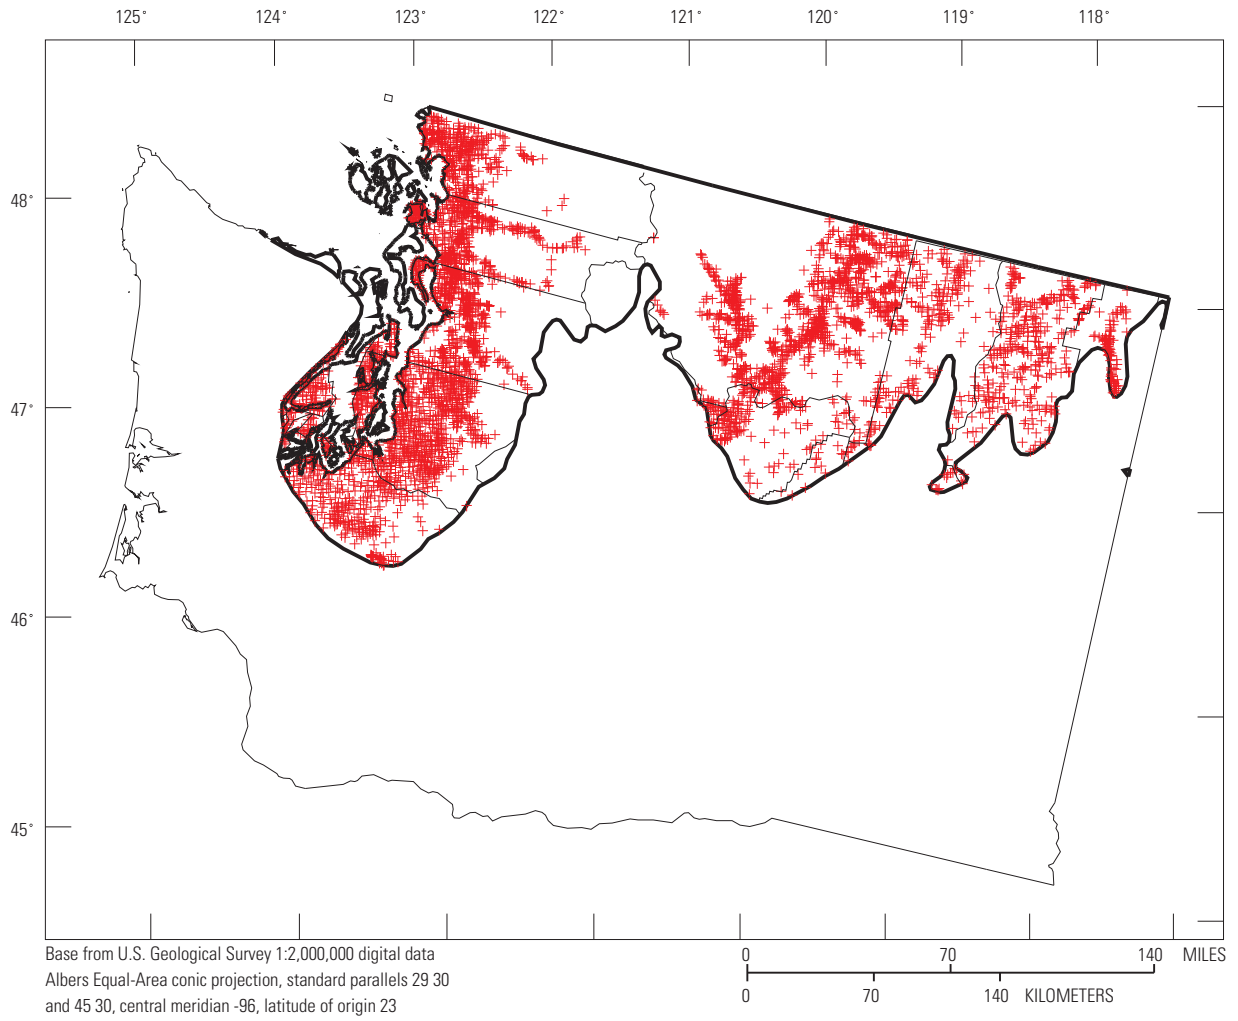 125° 124° 123° 122° 121° 120° 119° 118°
48°
47°
46°
45°
Base from U.S. Geological Survey 1:2,000,000 digital data
Albers Equal-Area conic projection, standard parallels 29 30
and 45 30, central meridian -96, latitude of origin 23
0 70 140 MILES
0 70 140 KILOMETERS